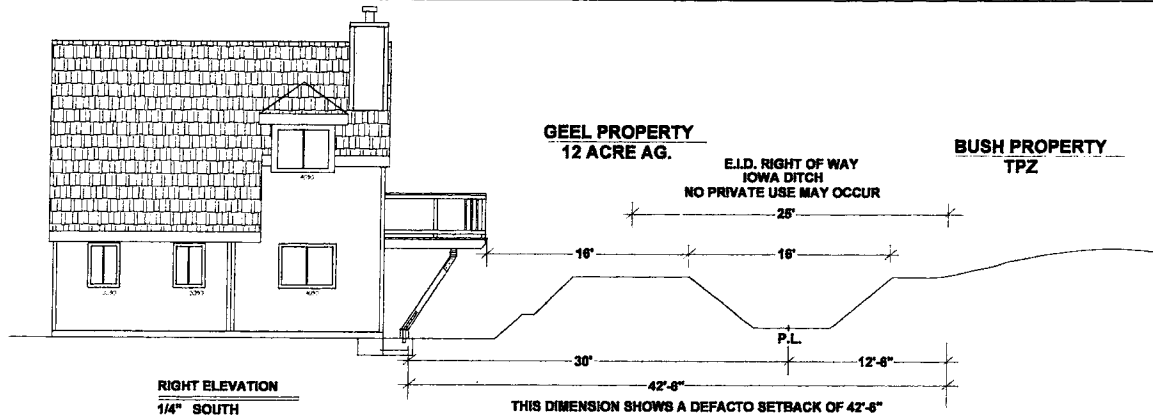 GEEL PROPERTY
12 ACRE AG.
BUSH PROPERTY
TPZ
E.I.D. RIGHT OF WAY
IOWA DITCH
NO PRIVATE USE MAY OCCUR
25'
16'
16'
P.L.
30'
12'-6"
42'-6"
RIGHT ELEVATION
1/4" SOUTH
THIS DIMENSION SHOWS A DEFACTO SETBACK OF 42'-6"